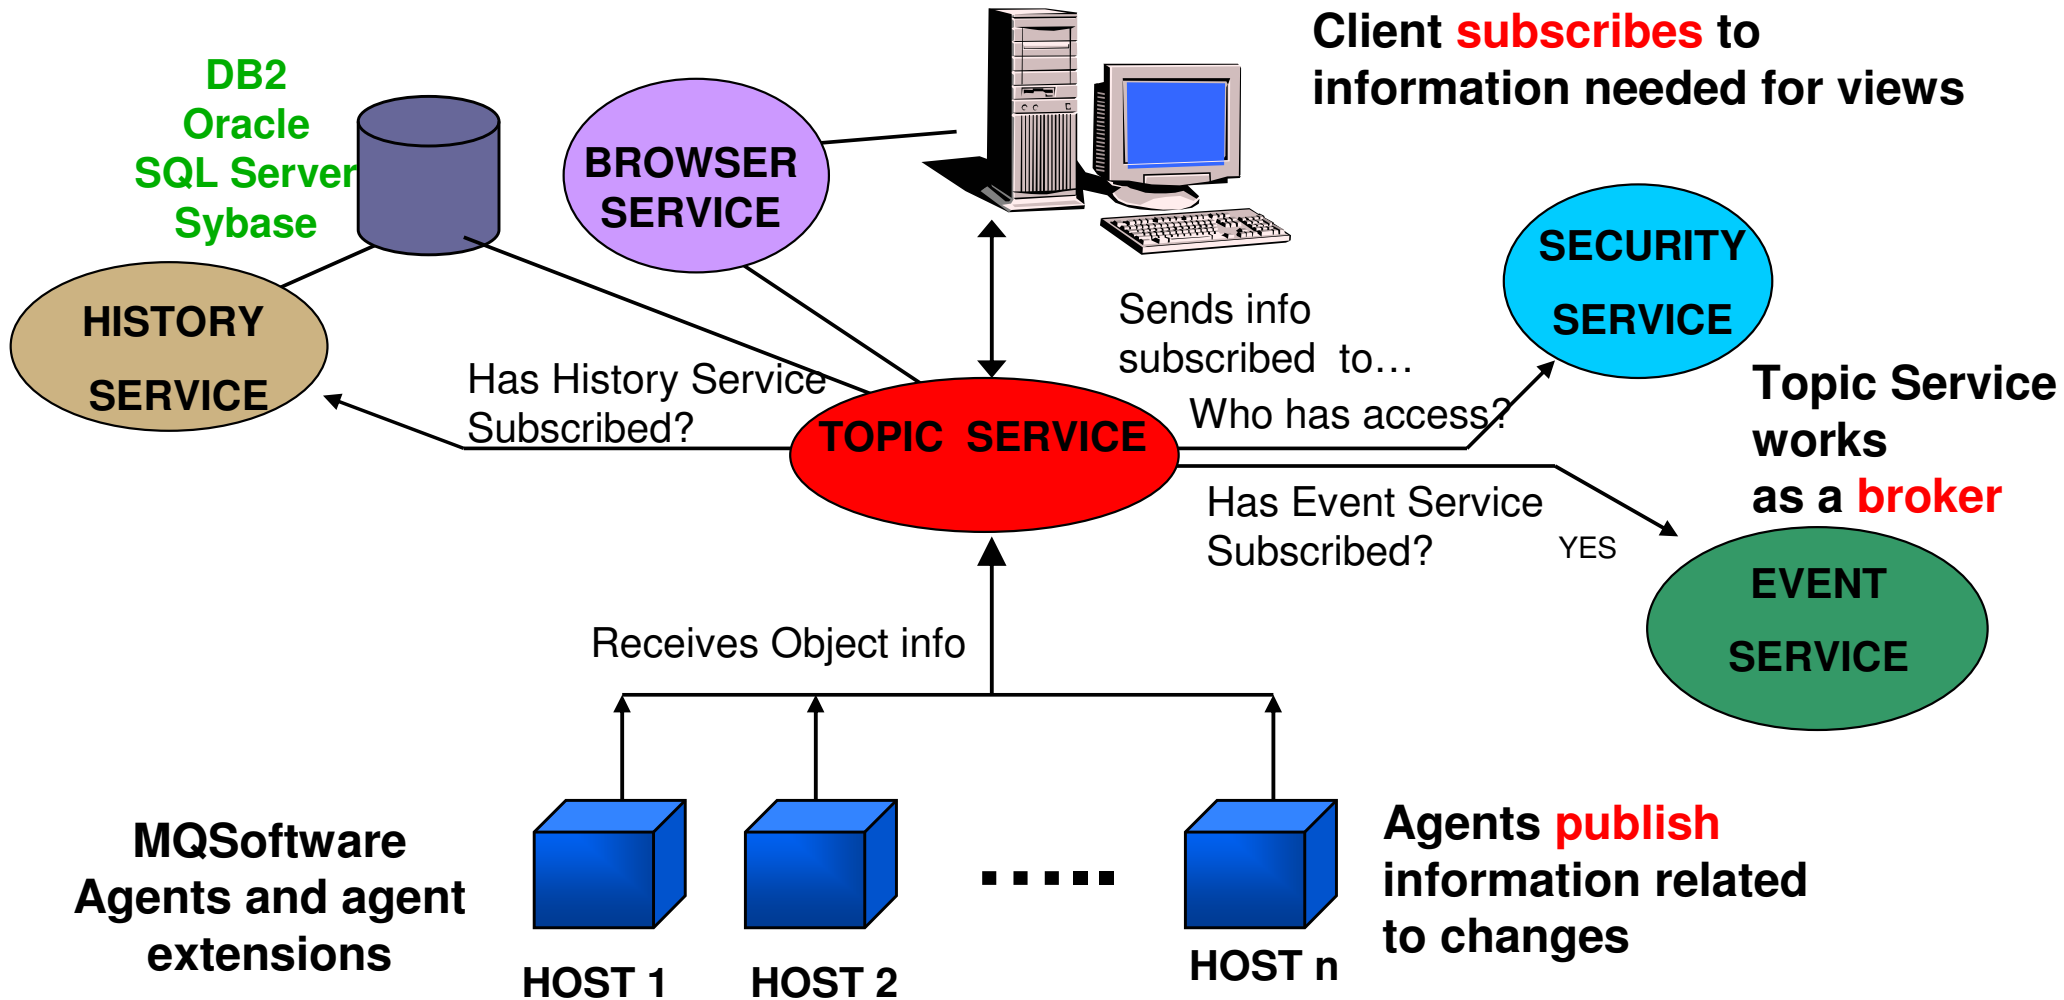 Client subscribes to
information needed for views
DB2
Oracle
SQL Server
Sybase
BROWSER
SERVICE
SECURITY
SERVICE
HISTORY
SERVICE
Sends info
subscribed to…
Has History Service
Subscribed?
Who has access?
TOPIC SERVICE
Topic Service
works
as a broker
Has Event Service
Subscribed?
YES
EVENT
SERVICE
Receives Object info
MQSoftware
Agents and agent
extensions
HOST 1
HOST 2
HOST n
Agents publish
information related
to changes